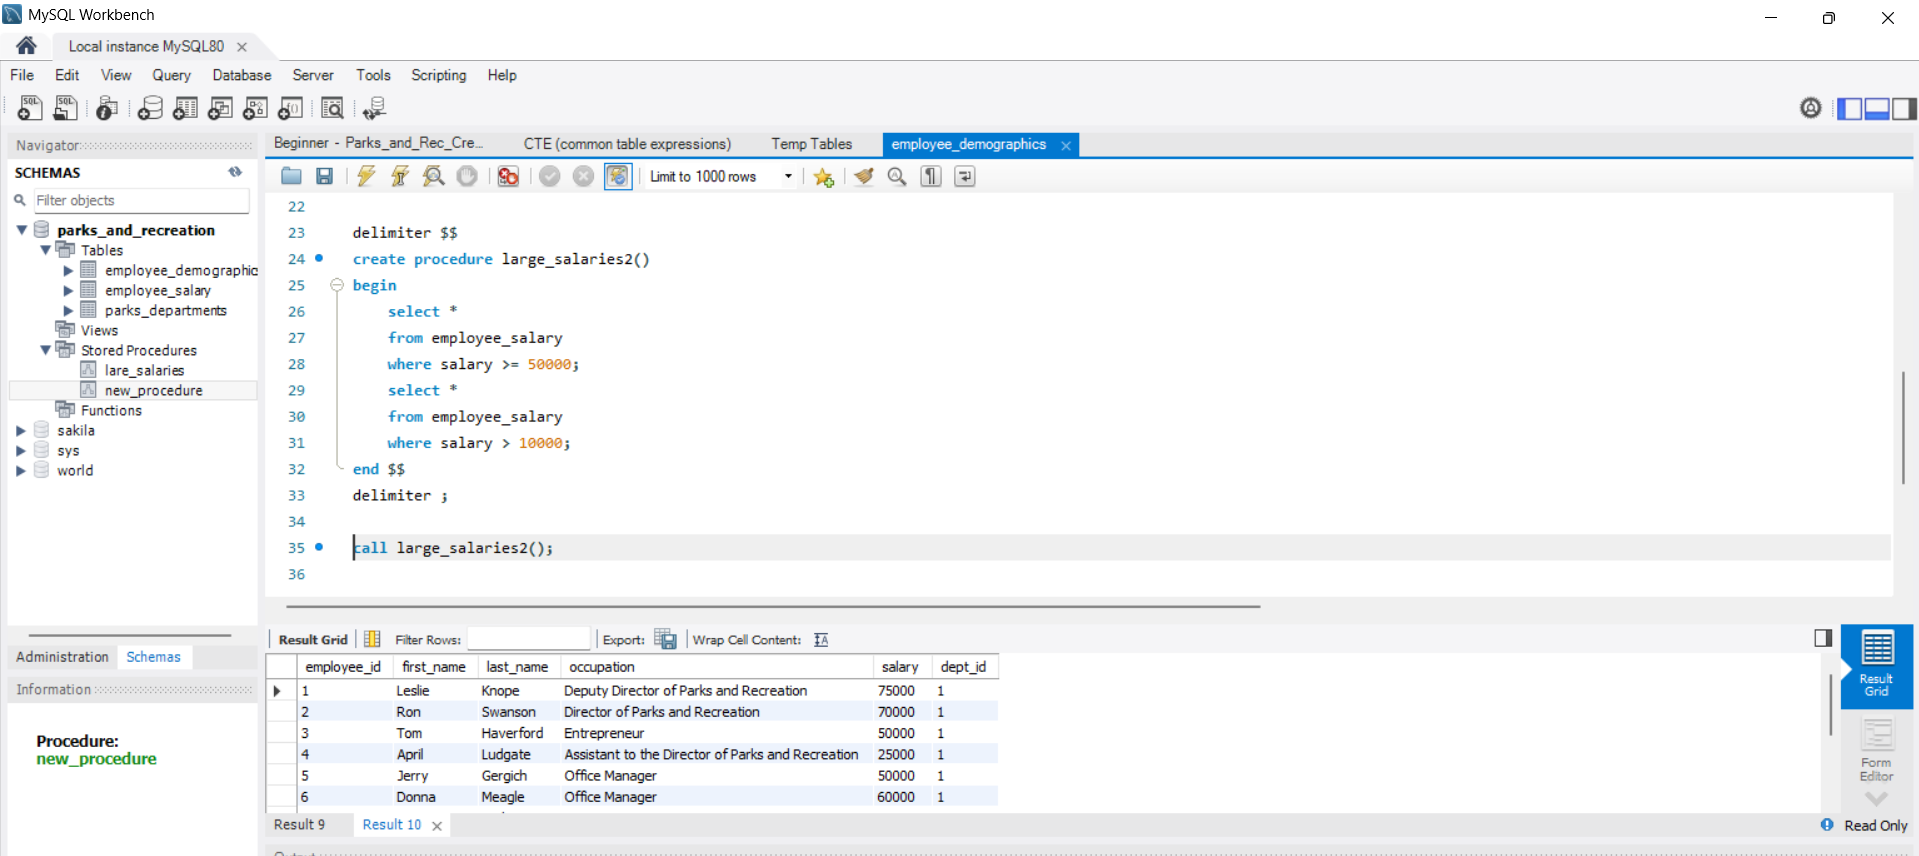 MySQL Workbench
Local instance MySQL80
File Edit View Query Database Server Tools Scripting Help
Navigator
SCHEMAS
Filter objects
parks_and_recreation
Tables
employee_demographic
employee_salary
parks_departments
Views
Stored Procedures
lare_salaries
new_procedure
Functions
sakila
sys
world
Administration Schemas
Information
Procedure:
new_procedure
Beginner - Parks_and_Rec_Cre... CTE (common table expressions) Temp Tables employee_demographics
Limit to 1000 rows
22
23 delimiter $$
24 create procedure large_salaries2()
25 begin
26 select *
27 from employee_salary
28 where salary >= 50000;
29 select *
30 from employee_salary
31 where salary > 10000;
32 end $$
33 delimiter ;
34
35 call large_salaries2();
36
Result Grid Filter Rows: Export: Wrap Cell Content:
employee_id first_name last_name occupation salary dept_id
1 Leslie Knope Deputy Director of Parks and Recreation 75000 1
2 Ron Swanson Director of Parks and Recreation 70000 1
3 Tom Haverford Entrepreneur 50000 1
4 April Ludgate Assistant to the Director of Parks and Recreation 25000 1
5 Jerry Gergich Office Manager 50000 1
6 Donna Meagle Office Manager 60000 1
Result Grid
Form Editor
Result 9 Result 10
Read Only